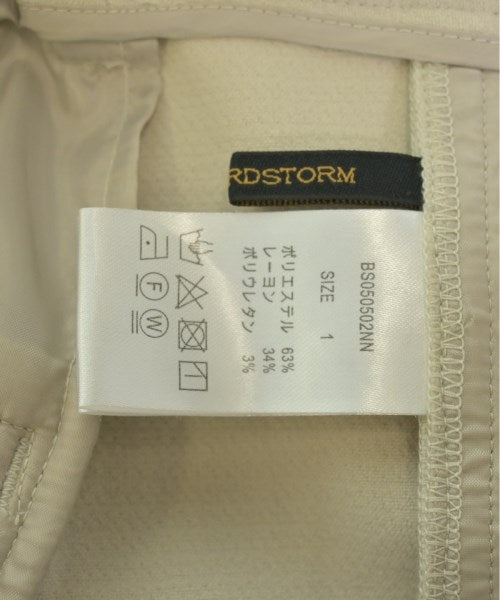 RDSTORM
BS050502NN
SIZE 1
ポリエステル 63%
レーヨン 34%
ポリウレタン 3%
F
W